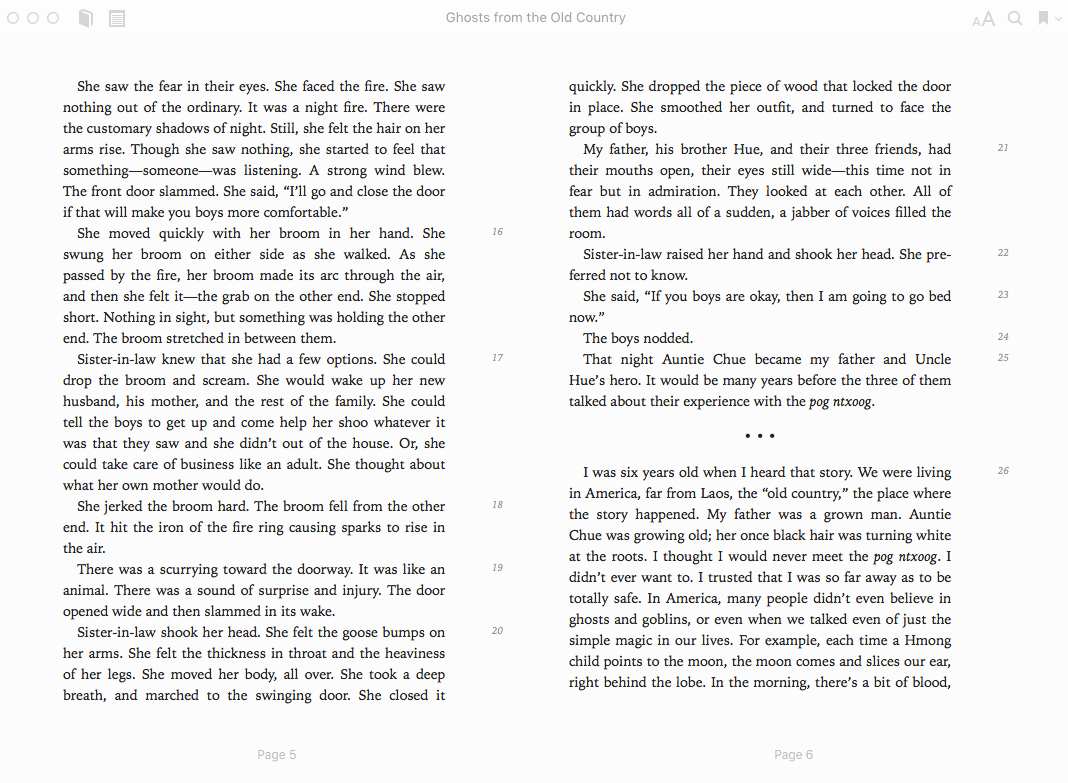 Ghosts from the Old Country
AA
She saw the fear in their eyes. She faced the fire. She saw
nothing out of the ordinary. It was a night fire. There were
the customary shadows of night. Still, she felt the hair on her
arms rise. Though she saw nothing, she started to feel that
something—someone—was listening. A strong wind blew.
The front door slammed. She said, “I’ll go and close the door
if that will make you boys more comfortable.”
She moved quickly with her broom in her hand. She 16
swung her broom on either side as she walked. As she
passed by the fire, her broom made its arc through the air,
and then she felt it—the grab on the other end. She stopped
short. Nothing in sight, but something was holding the other
end. The broom stretched in between them.
Sister-in-law knew that she had a few options. She could 17
drop the broom and scream. She would wake up her new
husband, his mother, and the rest of the family. She could
tell the boys to get up and come help her shoo whatever it
was that they saw and she didn’t out of the house. Or, she
could take care of business like an adult. She thought about
what her own mother would do.
She jerked the broom hard. The broom fell from the other 18
end. It hit the iron of the fire ring causing sparks to rise in
the air.
There was a scurrying toward the doorway. It was like an 19
animal. There was a sound of surprise and injury. The door
opened wide and then slammed in its wake.
Sister-in-law shook her head. She felt the goose bumps on 20
her arms. She felt the thickness in throat and the heaviness
of her legs. She moved her body, all over. She took a deep
breath, and marched to the swinging door. She closed it
Page 5
quickly. She dropped the piece of wood that locked the door
in place. She smoothed her outfit, and turned to face the
group of boys.
My father, his brother Hue, and their three friends, had 21
their mouths open, their eyes still wide—this time not in
fear but in admiration. They looked at each other. All of
them had words all of a sudden, a jabber of voices filled the
room.
Sister-in-law raised her hand and shook her head. She pre- 22
ferred not to know.
She said, “If you boys are okay, then I am going to go bed 23
now.”
The boys nodded. 24
That night Auntie Chue became my father and Uncle 25
Hue’s hero. It would be many years before the three of them
talked about their experience with the pog ntxoog.
• • •
I was six years old when I heard that story. We were living 26
in America, far from Laos, the “old country,” the place where
the story happened. My father was a grown man. Auntie
Chue was growing old; her once black hair was turning white
at the roots. I thought I would never meet the pog ntxoog. I
didn’t ever want to. I trusted that I was so far away as to be
totally safe. In America, many people didn’t even believe in
ghosts and goblins, or even when we talked even of just the
simple magic in our lives. For example, each time a Hmong
child points to the moon, the moon comes and slices our ear,
right behind the lobe. In the morning, there’s a bit of blood,
Page 6